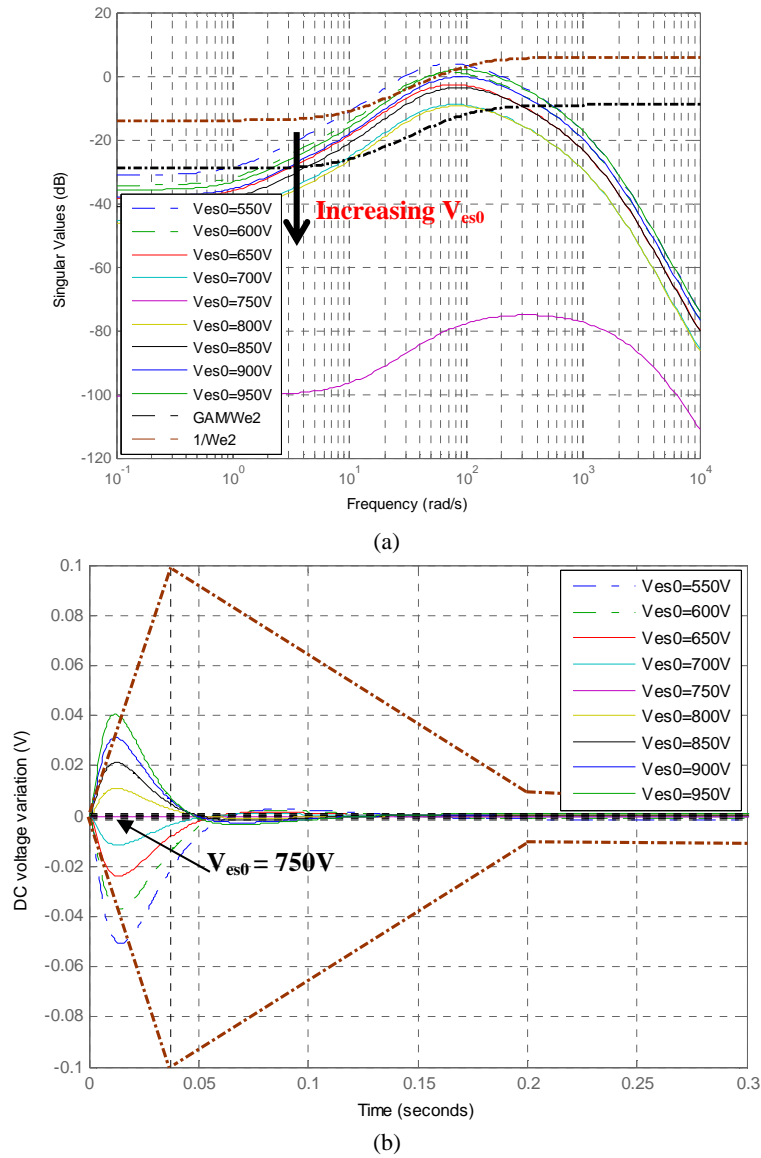 0
-20
-40
-60
-80
-100
-120
Singular Values (dB)
Increasing Ves0
Ves0=550V
Ves0=600V
Ves0=650V
Ves0=700V
Ves0=750V
Ves0=800V
Ves0=850V
Ves0=900V
Ves0=950V
GAM/We2
1/We2
10-1
100
101
102
103
104
Frequency (rad/s)
(a)
0.1
0.08
0.06
0.04
0.02
0
-0.02
-0.04
-0.06
-0.08
-0.1
DC voltage variation (V)
Ves0=550V
Ves0=600V
Ves0=650V
Ves0=700V
Ves0=750V
Ves0=800V
Ves0=850V
Ves0=900V
Ves0=950V
Ves0 = 750V
0
0.05
0.1
0.15
0.2
0.25
0.3
Time (seconds)
(b)